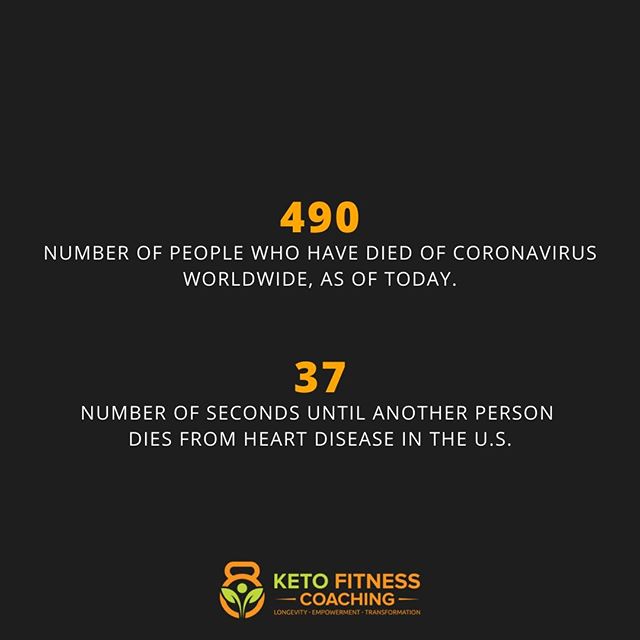 490
NUMBER OF PEOPLE WHO HAVE DIED OF CORONAVIRUS
WORLDWIDE, AS OF TODAY.
37
NUMBER OF SECONDS UNTIL ANOTHER PERSON
DIES FROM HEART DISEASE IN THE U.S.
KETO FITNESS
COACHING
LONGEVITY - EMPOWERMENT - TRANSFORMATION